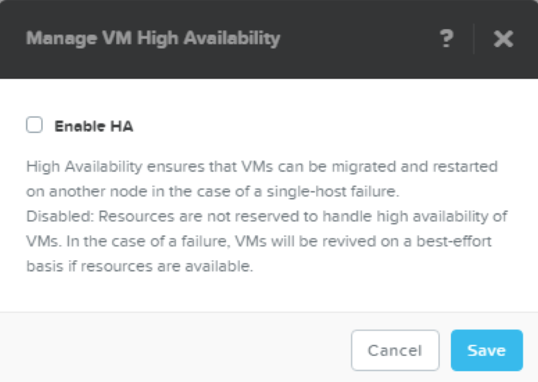 Manage VM High Availability
?
Enable HA
High Availability ensures that VMs can be migrated and restarted
on another node in the case of a single-host failure.
Disabled: Resources are not reserved to handle high availability of
VMs. In the case of a failure, VMs will be revived on a best-effort
basis if resources are available.
Cancel
Save